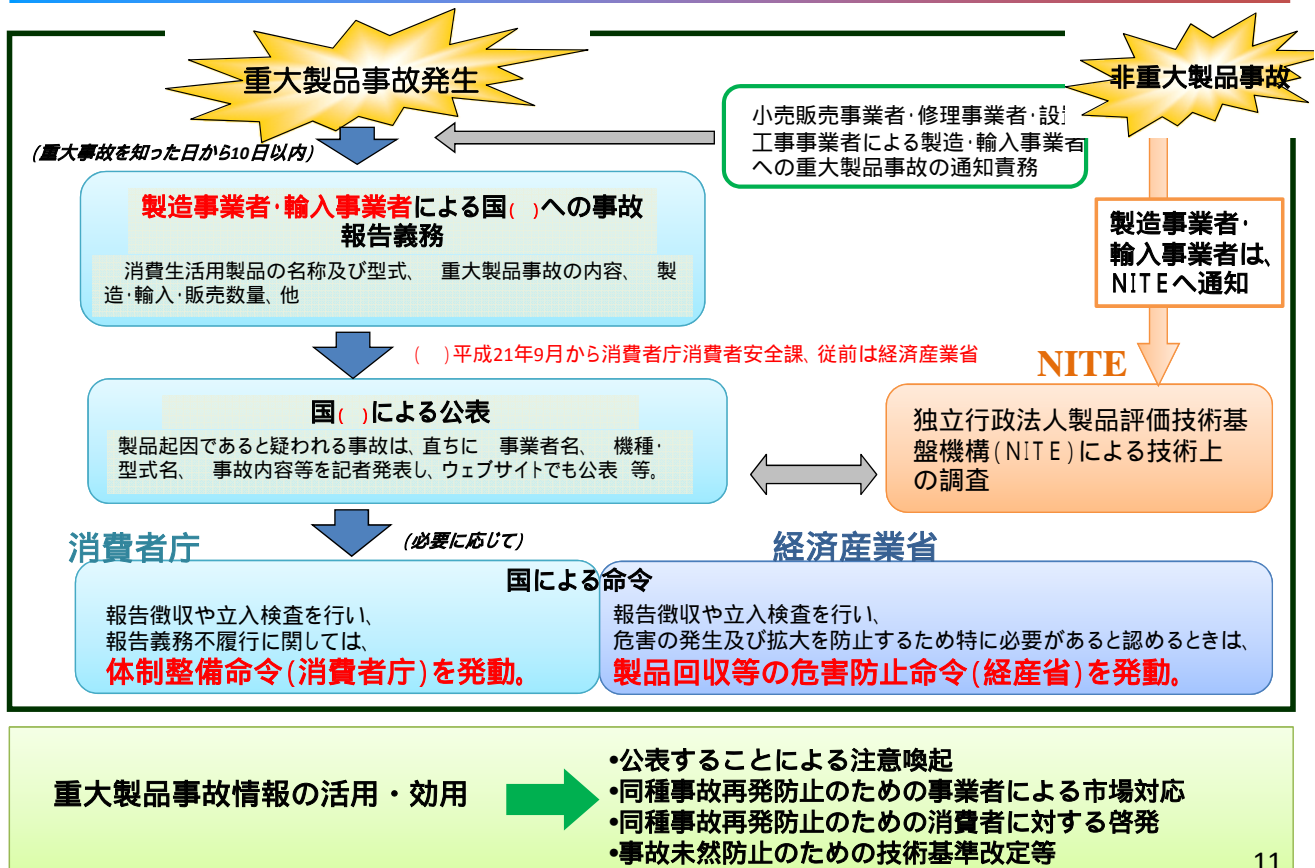 重大製品事故発生
非重大製品事故
小売販売事業者・修理事業者・設
工事事業者による製造・輸入事業者
への重大製品事故の通知責務
(重大事故を知った日から10日以内)
製造事業者・輸入事業者による国( )への事故
報告義務
消費生活用製品の名称及び型式、 重大製品事故の内容、 製
造・輸入・販売数量、他
製造事業者・
輸入事業者は、
NITEへ通知
( )平成21年9月から消費者庁消費者安全課、従前は経済産業省
NITE
国( )による公表
製品起因であると疑われる事故は、直ちに 事業者名、 機種・
型式名、 事故内容等を記者発表し、ウェブサイトでも公表 等。
独立行政法人製品評価技術基
盤機構(NITE)による技術上
の調査
(必要に応じて)
消費者庁
経済産業省
国による命令
報告徴収や立入検査を行い、
報告義務不履行に関しては、
体制整備命令(消費者庁)を発動。
報告徴収や立入検査を行い、
危害の発生及び拡大を防止するため特に必要があると認めるときは、
製品回収等の危害防止命令(経産省)を発動。
重大製品事故情報の活用・効用
•公表することによる注意喚起
•同種事故再発防止のための事業者による市場対応
•同種事故再発防止のための消費者に対する啓発
•事故未然防止のための技術基準改定等
11